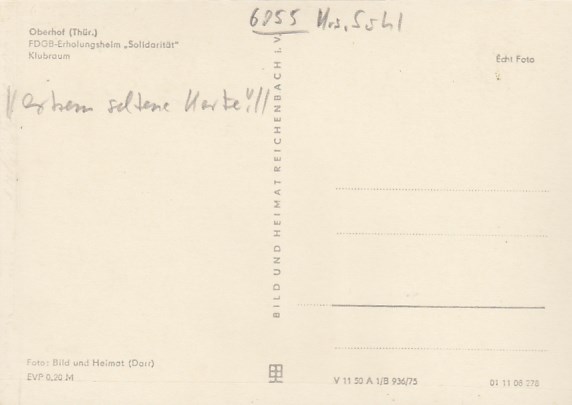 6055 Krs. Suhl
Oberhof (Thür.)
FDGB-Erholungsheim „Solidarität“
Klubraum
Echt Foto
extrem seltene Karte!!!
BILD UND HEIMAT REICHENBACH I. V.
Foto: Bild und Heimat (Darr)
EVP 0,20 M
V 11 50 A 1/B 936/75
01 11 08 278